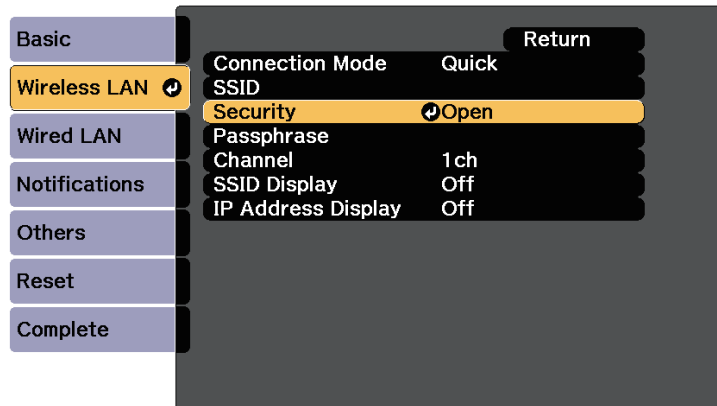 Basic
Wireless LAN
Wired LAN
Notifications
Others
Reset
Complete
Return
Connection Mode Quick
SSID
Security Open
Passphrase
Channel 1ch
SSID Display Off
IP Address Display Off